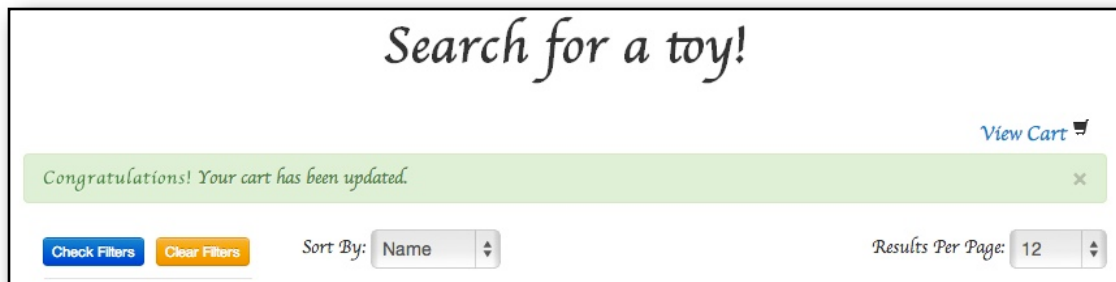 Search for a toy!
View Cart
Congratulations! Your cart has been updated. ×
Check Filters Clear Filters Sort By: Name Results Per Page: 12